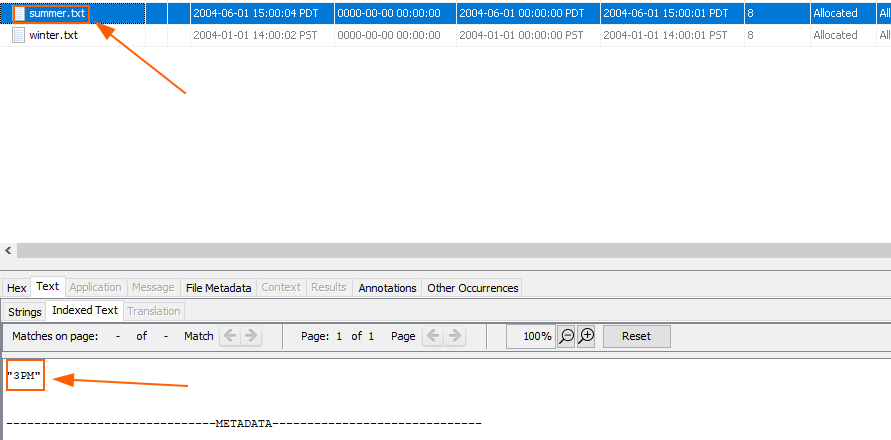 summer.txt 2004-06-01 15:00:04 PDT 0000-00-00 00:00:00 2004-06-01 00:00:00 PDT 2004-06-01 15:00:01 PDT 8 Allocated All
winter.txt 2004-01-01 14:00:02 PST 0000-00-00 00:00:00 2004-01-01 00:00:00 PST 2004-01-01 14:00:01 PST 8 Allocated All
Hex Text Application Message File Metadata Context Results Annotations Other Occurrences
Strings Indexed Text Translation
Matches on page: - of - Match Page: 1 of 1 Page 100% Reset
"3PM"
------------------------------METADATA------------------------------